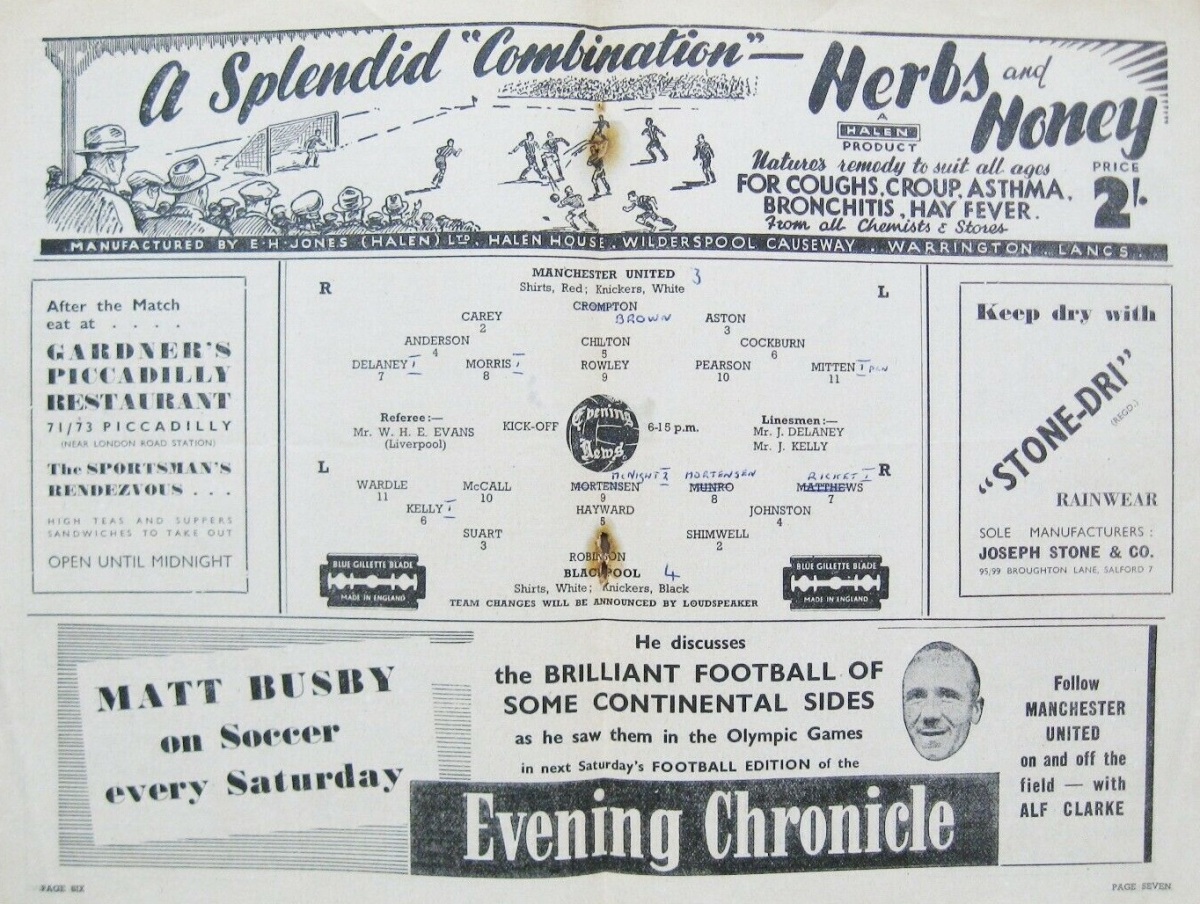 A Splendid "Combination"—
Herbs and Honey
A
HALEN
PRODUCT
Nature's remedy to suit all ages
FOR COUGHS, CROUP, ASTHMA,
BRONCHITIS, HAY FEVER.
From all Chemists & Stores
PRICE
2/-
MANUFACTURED BY E·H·JONES (HALEN) LTD. HALEN HOUSE. WILDERSPOOL CAUSEWAY. WARRINGTON. LANCS.
After the Match
eat at . . . .
GARDNER'S
PICCADILLY
RESTAURANT
71/73 PICCADILLY
(NEAR LONDON ROAD STATION)
The SPORTSMAN'S
RENDEZVOUS . . .
HIGH TEAS AND SUPPERS
SANDWICHES TO TAKE OUT
OPEN UNTIL MIDNIGHT
MANCHESTER UNITED 3
R Shirts, Red; Knickers, White L
CROMPTON
BROWN
CAREY ASTON
2 3
ANDERSON CHILTON COCKBURN
4 5 6
DELANEY I MORRIS I ROWLEY PEARSON MITTEN I PEN
7 8 9 10 11
Referee:—
Mr. W. H. E. EVANS
(Liverpool)
KICK-OFF
Evening
News
6-15 p.m.
Linesmen:—
Mr. J. DELANEY
Mr. J. KELLY
L McNIGHT 2 MORTENSEN RICKET I R
WARDLE McCALL MORTENSEN MUNRO MATTHEWS
11 10 9 8 7
KELLY I HAYWARD JOHNSTON
6 5 4
SUART SHIMWELL
3 2
ROBINSON
BLACKPOOL 4
Shirts, White; Knickers, Black
TEAM CHANGES WILL BE ANNOUNCED BY LOUDSPEAKER
BLUE GILLETTE BLADE
MADE IN ENGLAND
BLUE GILLETTE BLADE
MADE IN ENGLAND
Keep dry with
"STONE-DRI"
(REGD.)
RAINWEAR
SOLE MANUFACTURERS:
JOSEPH STONE & CO.
95/99 BROUGHTON LANE, SALFORD 7
MATT BUSBY
on Soccer
every Saturday
He discusses
the BRILLIANT FOOTBALL OF
SOME CONTINENTAL SIDES
as he saw them in the Olympic Games
in next Saturday's FOOTBALL EDITION of the
Evening Chronicle
Follow
MANCHESTER
UNITED
on and off the
field — with
ALF CLARKE
PAGE SIX
PAGE SEVEN